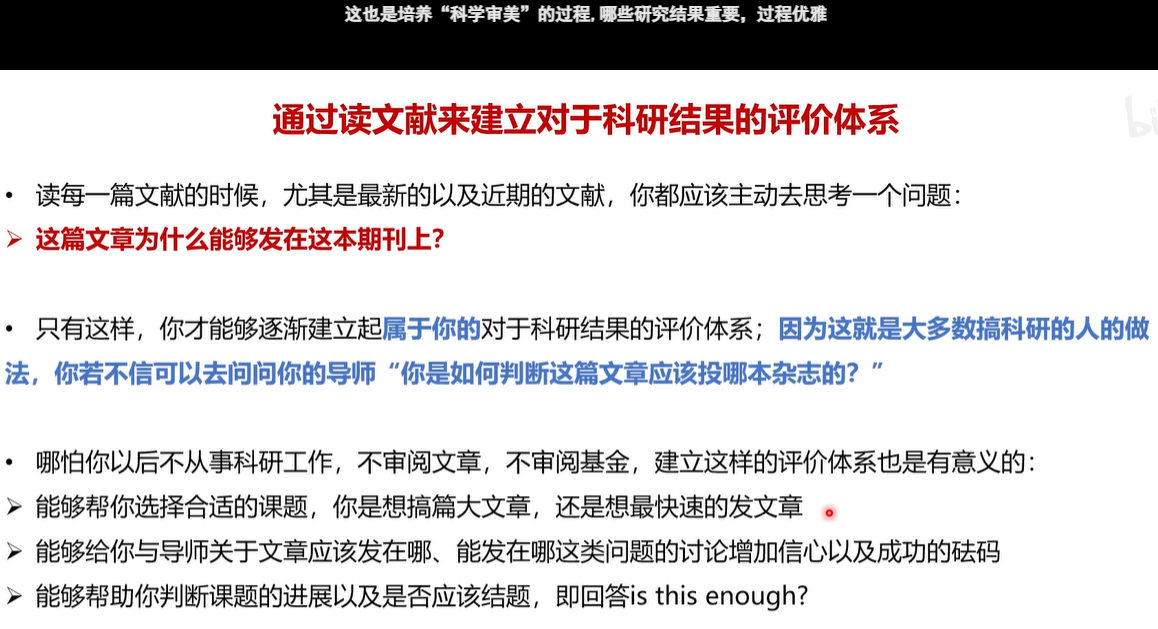 这也是培养“科学审美”的过程,哪些研究结果重要，过程优雅
通过读文献来建立对于科研结果的评价体系
• 读每一篇文献的时候，尤其是最新的以及近期的文献，你都应该主动去思考一个问题：
➢ 这篇文章为什么能够发在这本期刊上？
• 只有这样，你才能够逐渐建立起属于你的对于科研结果的评价体系；因为这就是大多数搞科研的人的做
法，你若不信可以去问问你的导师“你是如何判断这篇文章应该投哪本杂志的？”
• 哪怕你以后不从事科研工作，不审阅文章，不审阅基金，建立这样的评价体系也是有意义的：
➢ 能够帮你选择合适的课题，你是想搞篇大文章，还是想最快速的发文章
➢ 能够给你与导师关于文章应该发在哪、能发在哪这类问题的讨论增加信心以及成功的砝码
➢ 能够帮助你判断课题的进展以及是否应该结题，即回答is this enough?